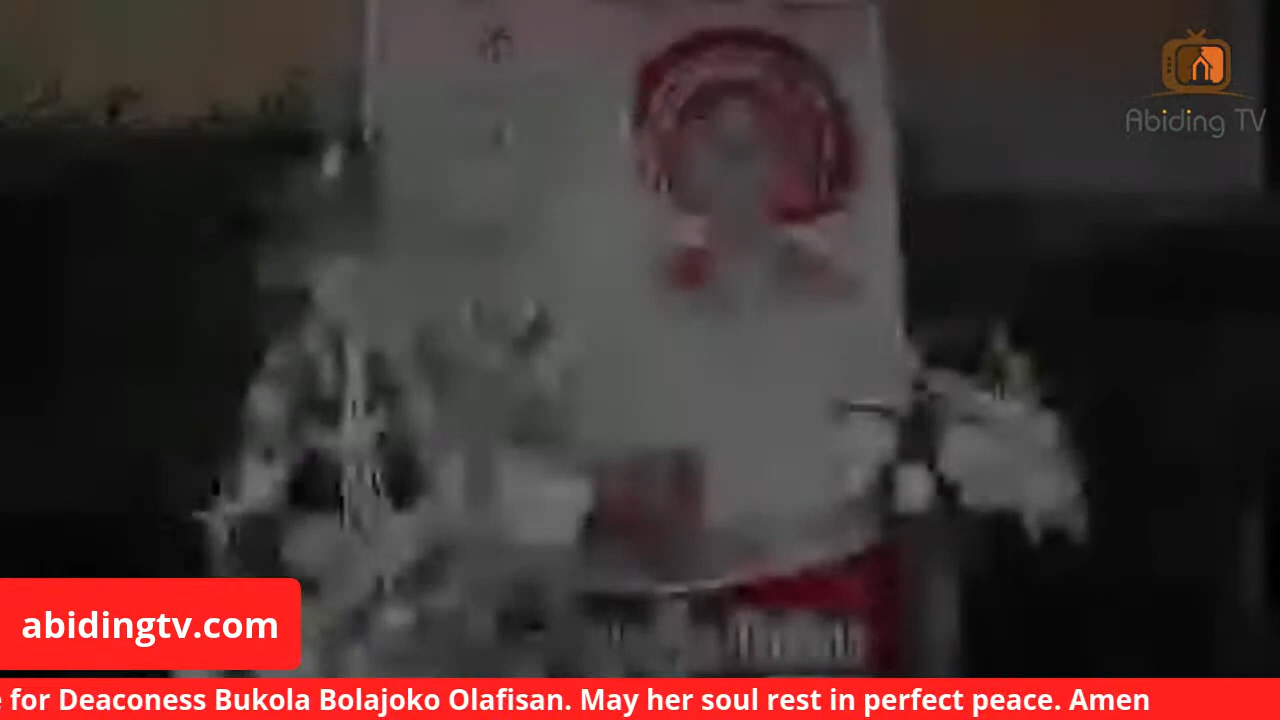 Abiding TV
abidingtv.com
e for Deaconess Bukola Bolajoko Olafisan. May her soul rest in perfect peace. Amen